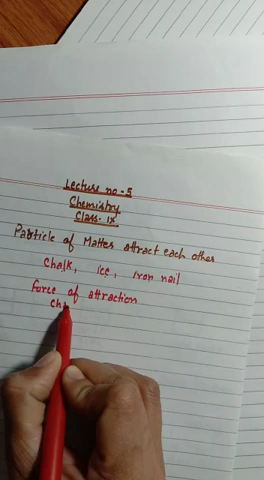 Lecture no - 5
Chemistry
Class - IX
Particle of Matter attract each other
Chalk, ice, iron nail
force of attraction
Ch